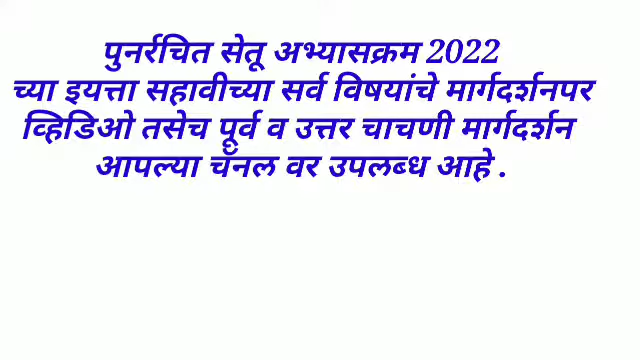 पुनर्रचित सेतू अभ्यासक्रम 2022
च्या इयत्ता सहावीच्या सर्व विषयांचे मार्गदर्शनपर
व्हिडिओ तसेच पूर्व व उत्तर चाचणी मार्गदर्शन
आपल्या चॅनल वर उपलब्ध आहे .